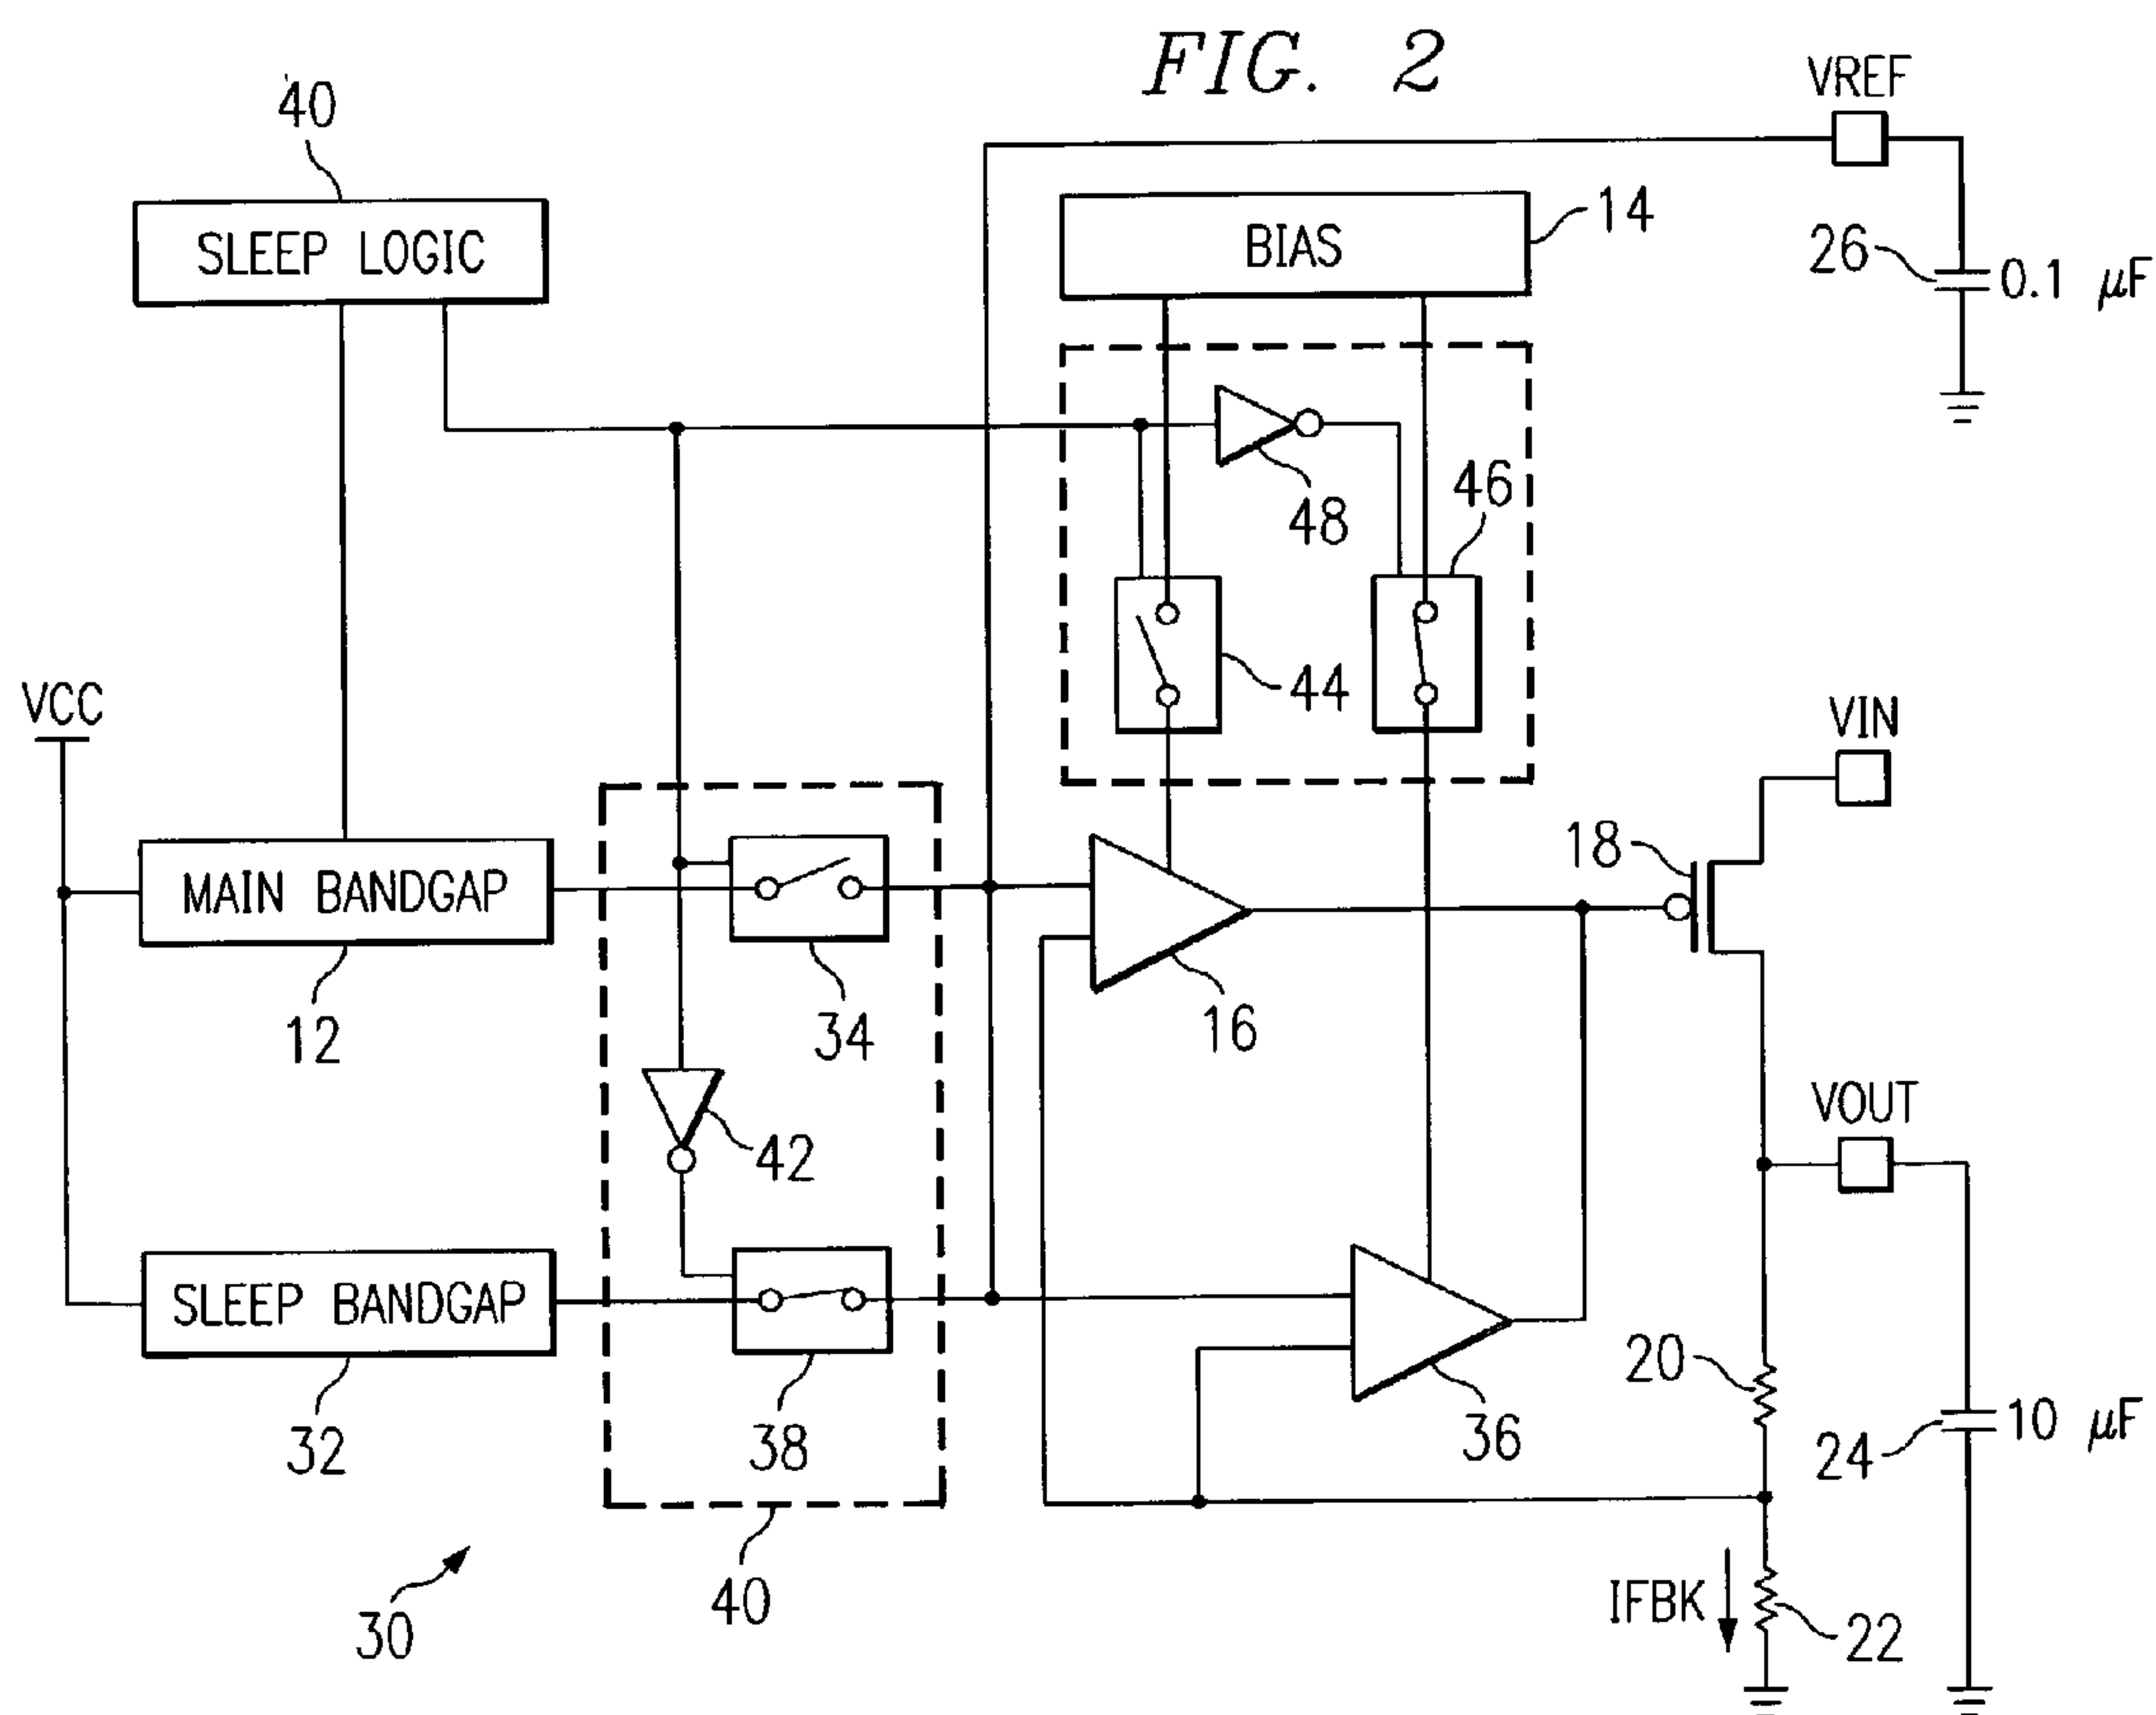 FIG. 2
VREF
40
SLEEP LOGIC
BIAS
14
26
0.1 μF
48
46
44
VCC
VIN
18
MAIN BANDGAP
12
34
16
42
VOUT
SLEEP BANDGAP
32
38
36
20
24
10 μF
40
30
IFBK
22